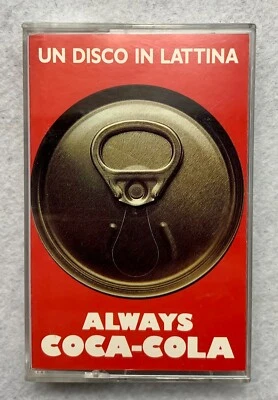 UN DISCO IN LATTINA
ALWAYS
COCA-COLA